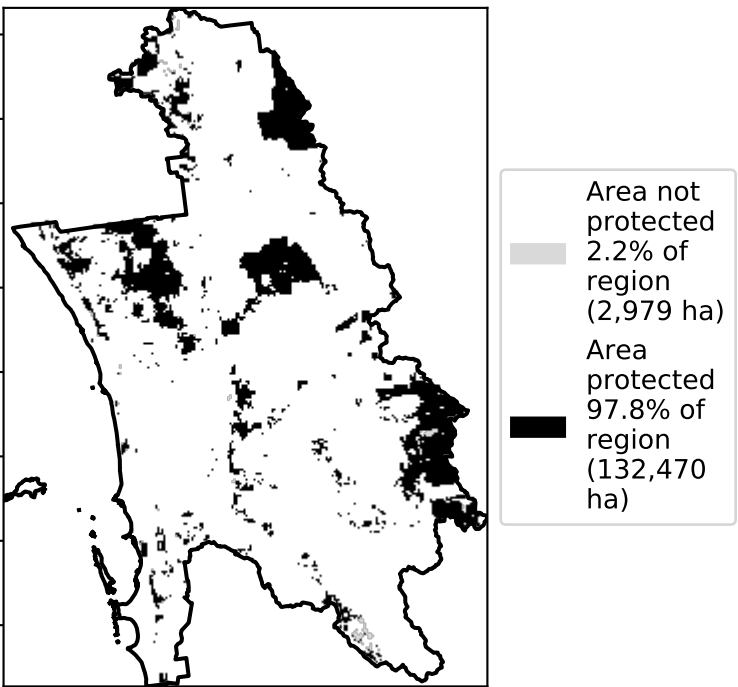 Area not
protected
2.2% of
region
(2,979 ha)
Area
protected
97.8% of
region
(132,470
ha)